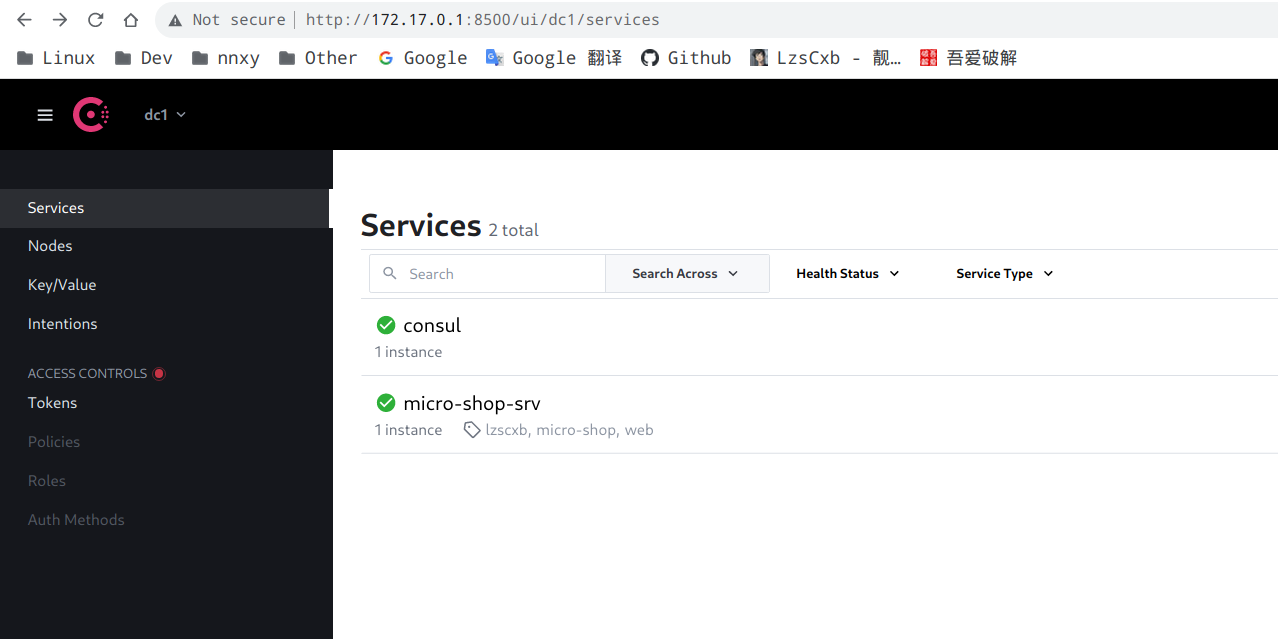 Not secure | http://172.17.0.1:8500/ui/dc1/services
Linux Dev nnxy Other Google Google 翻译 Github LzsCxb - 靓… 吾爱破解
dc1
Services
Nodes
Key/Value
Intentions
ACCESS CONTROLS
Tokens
Policies
Roles
Auth Methods
Services 2 total
Search Search Across Health Status Service Type
consul
1 instance
micro-shop-srv
1 instance lzscxb, micro-shop, web